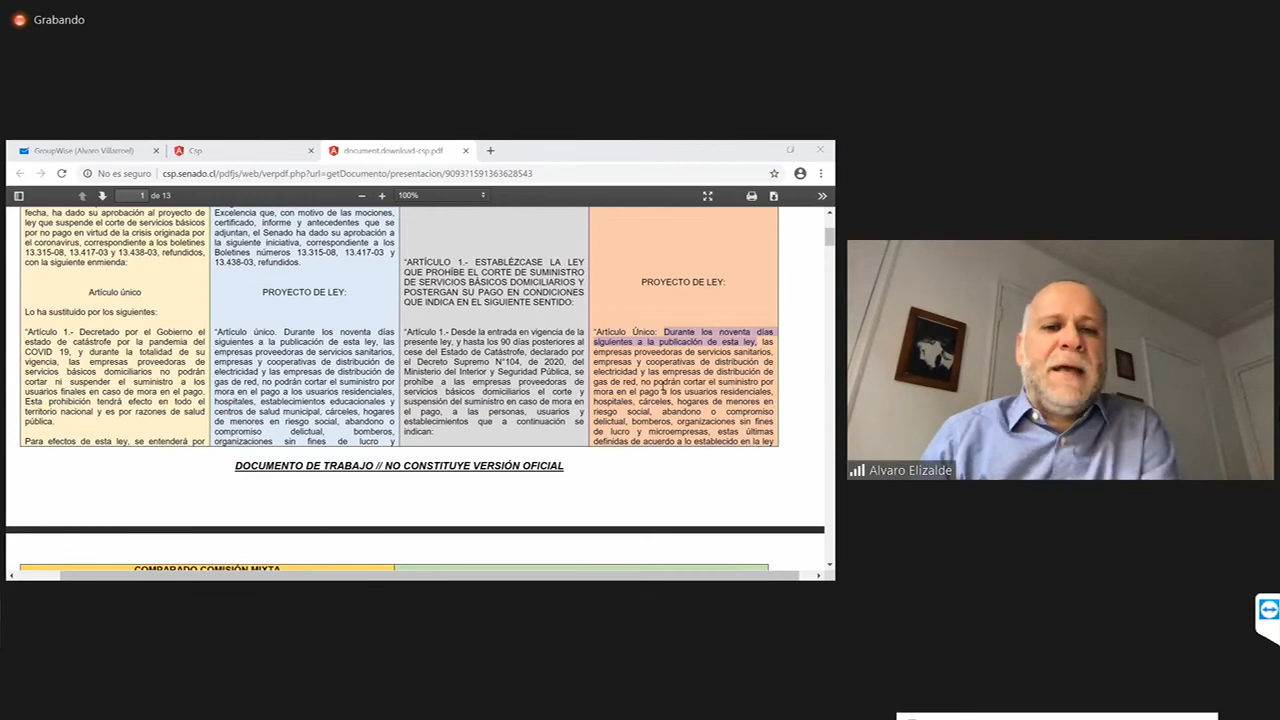 Grabando
GroupWise (Alvaro Villarroel)
Csp
document.download-csp.pdf
No es seguro
csp.senado.cl/pdfjs/web/verpdf.php?url=getDocumento/presentacion/9093?1591363628543
1 de 13
100%
fecha, ha dado su aprobación al proyecto de
ley que suspende el corte de servicios básicos
por no pago en virtud de la crisis originada por
el coronavirus, correspondiente a los boletines
13.315-08, 13.417-03 y 13.438-03, refundidos,
con la siguiente enmienda:
Artículo único
Lo ha sustituido por los siguientes:
"Artículo 1.- Decretado por el Gobierno el
estado de catástrofe por la pandemia del
COVID 19, y durante la totalidad de su
vigencia, las empresas proveedoras de
servicios básicos domiciliarios no podrán
cortar ni suspender el suministro a los
usuarios finales en caso de mora en el pago.
Esta prohibición tendrá efecto en todo el
territorio nacional y es por razones de salud
pública.
Para efectos de esta ley, se entenderá por
Excelencia que, con motivo de las mociones,
certificado, informe y antecedentes que se
adjuntan, el Senado ha dado su aprobación a
la siguiente iniciativa, correspondiente a los
Boletines números 13.315-08, 13.417-03 y
13.438-03, refundidos.
PROYECTO DE LEY:
"Artículo único. Durante los noventa días
siguientes a la publicación de esta ley, las
empresas proveedoras de servicios sanitarios,
empresas y cooperativas de distribución de
electricidad y las empresas de distribución de
gas de red, no podrán cortar el suministro por
mora en el pago a los usuarios residenciales,
hospitales, establecimientos educacionales y
centros de salud municipal, cárceles, hogares
de menores en riesgo social, abandono o
compromiso delictual, bomberos,
organizaciones sin fines de lucro y
"ARTÍCULO 1.- ESTABLÉZCASE LA LEY
QUE PROHÍBE EL CORTE DE SUMINISTRO
DE SERVICIOS BÁSICOS DOMICILIARIOS Y
POSTERGAN SU PAGO EN CONDICIONES
QUE INDICA EN EL SIGUIENTE SENTIDO:
"Artículo 1.- Desde la entrada en vigencia de la
presente ley, y hasta los 90 días posteriores al
cese del Estado de Catástrofe, declarado por
el Decreto Supremo N°104, de 2020, del
Ministerio del Interior y Seguridad Pública, se
prohíbe a las empresas proveedoras de
servicios básicos domiciliarios el corte y
suspensión del suministro en caso de mora en
el pago, a las personas, usuarios y
establecimientos que a continuación se
indican:
PROYECTO DE LEY:
"Artículo Único: Durante los noventa días
siguientes a la publicación de esta ley, las
empresas proveedoras de servicios sanitarios,
empresas y cooperativas de distribución de
electricidad y las empresas de distribución de
gas de red, no podrán cortar el suministro por
mora en el pago a los usuarios residenciales,
hospitales, cárceles, hogares de menores en
riesgo social, abandono o compromiso
delictual, bomberos, organizaciones sin fines
de lucro y microempresas, estas últimas
definidas de acuerdo a lo establecido en la ley
DOCUMENTO DE TRABAJO // NO CONSTITUYE VERSIÓN OFICIAL
COMPARADO COMISIÓN MIXTA
Alvaro Elizalde